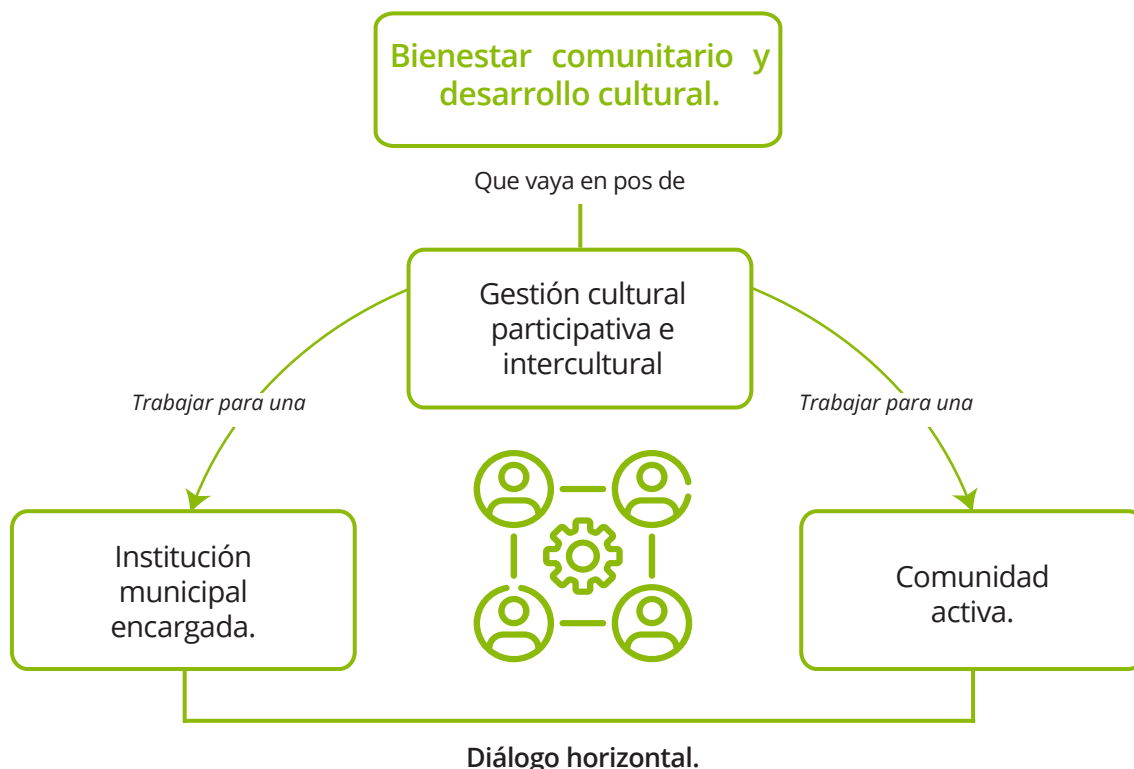 Bienestar comunitario y
desarrollo cultural.
Que vaya en pos de
Gestión cultural
participativa e
intercultural
Trabajar para una
Trabajar para una
Institución
municipal
encargada.
Comunidad
activa.
Diálogo horizontal.